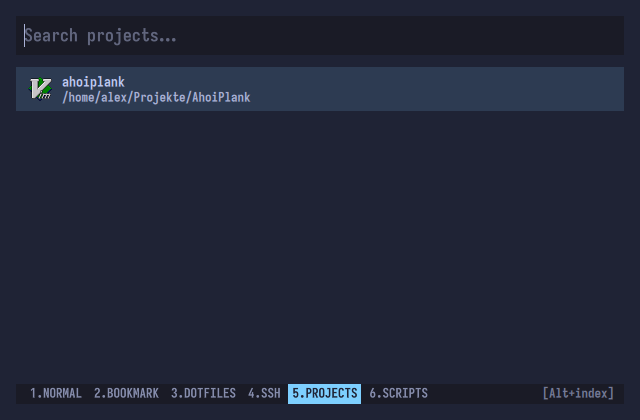 Search projects...
Vim
ahoiplank
/home/alex/Projekte/AhoiPlank
1.NORMAL 2.BOOKMARK 3.DOTFILES 4.SSH 5.PROJECTS 6.SCRIPTS [Alt+index]